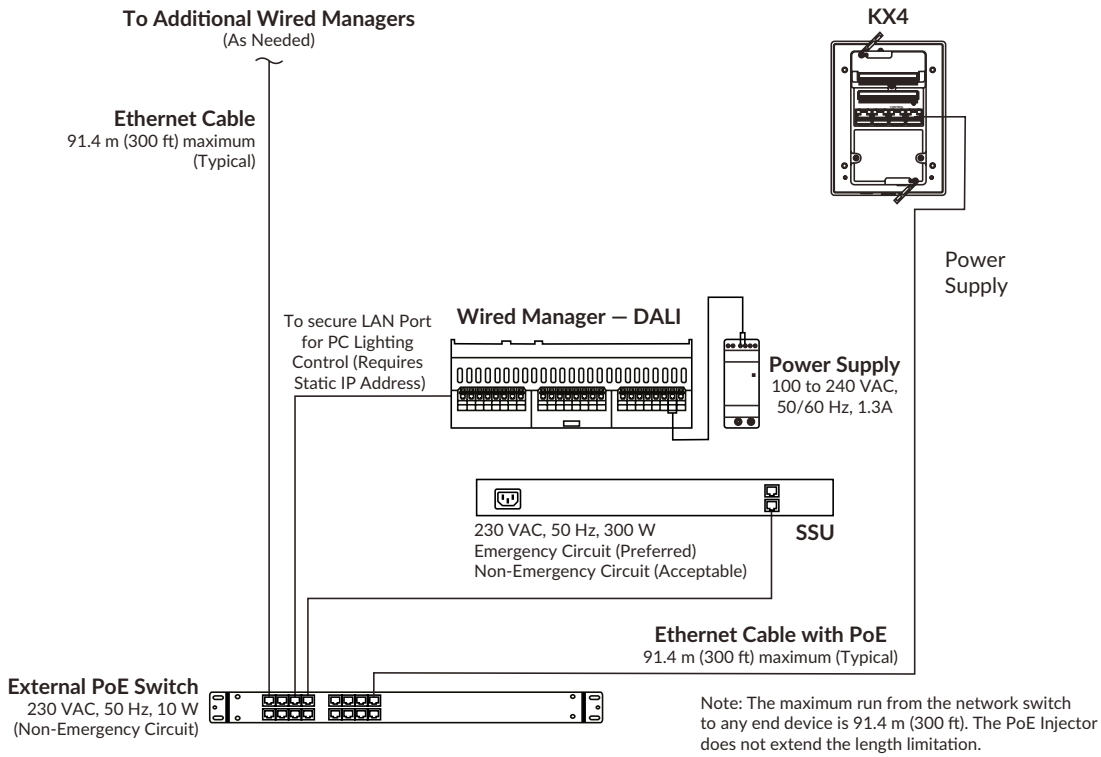 To Additional Wired Managers
(As Needed)
KX4
Ethernet Cable
91.4 m (300 ft) maximum
(Typical)
Power
Supply
To secure LAN Port
for PC Lighting
Control (Requires
Static IP Address)
Wired Manager — DALI
Power Supply
100 to 240 VAC,
50/60 Hz, 1.3A
230 VAC, 50 Hz, 300 W
Emergency Circuit (Preferred)
Non-Emergency Circuit (Acceptable)
SSU
Ethernet Cable with PoE
91.4 m (300 ft) maximum (Typical)
External PoE Switch
230 VAC, 50 Hz, 10 W
(Non-Emergency Circuit)
Note: The maximum run from the network switch
to any end device is 91.4 m (300 ft). The PoE Injector
does not extend the length limitation.